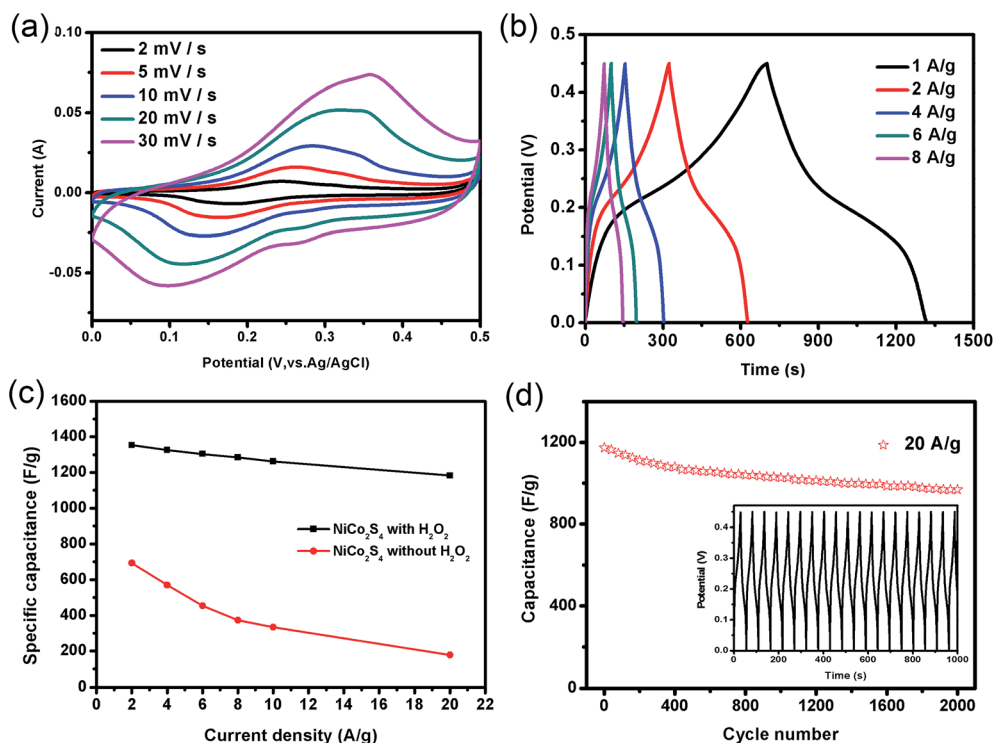 (a)
0.10
0.05
0.00
-0.05
Current (A)
2 mV / s
5 mV / s
10 mV / s
20 mV / s
30 mV / s
0.0 0.1 0.2 0.3 0.4 0.5
Potential (V,vs.Ag/AgCl)
(b)
0.5
0.4
0.3
0.2
0.1
0.0
Potential (V)
1 A/g
2 A/g
4 A/g
6 A/g
8 A/g
0 300 600 900 1200 1500
Time (s)
(c)
1600
1400
1200
1000
800
600
400
200
0
Specific capacitance (F/g)
NiCo₂S₄ with H₂O₂
NiCo₂S₄ without H₂O₂
0 2 4 6 8 10 12 14 16 18 20 22
Current density (A/g)
(d)
1200
800
400
0
Capacitance (F/g)
20 A/g
0.4
0.3
0.2
0.1
0.0
Potential (V)
0 200 400 600 800 1000
Time (s)
0 400 800 1200 1600 2000
Cycle number